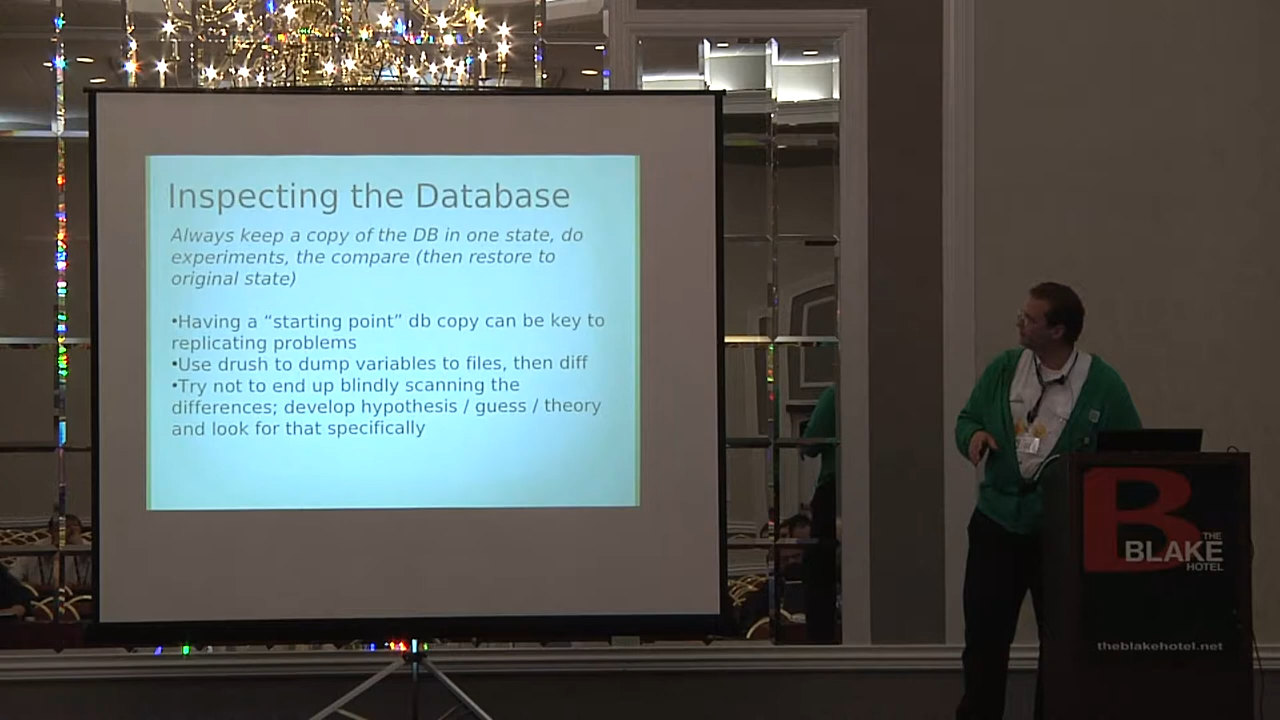 Inspecting the Database
Always keep a copy of the DB in one state, do
experiments, the compare (then restore to
original state)
•Having a “starting point” db copy can be key to
replicating problems
•Use drush to dump variables to files, then diff
•Try not to end up blindly scanning the
differences; develop hypothesis / guess / theory
and look for that specifically
B
THE
BLAKE
HOTEL
theblakehotel.net